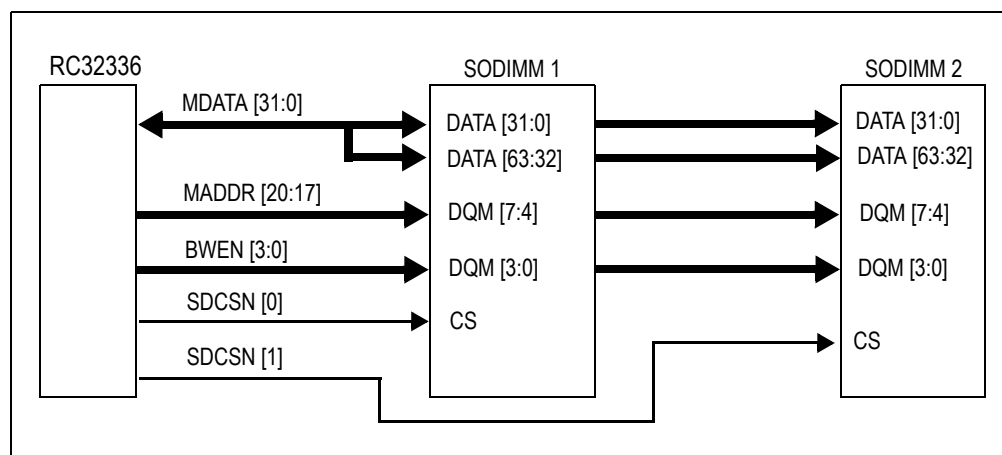 RC32336
SODIMM 1
SODIMM 2
MDATA [31:0]
DATA [31:0]
DATA [31:0]
DATA [63:32]
DATA [63:32]
MADDR [20:17]
DQM [7:4]
DQM [7:4]
BWEN [3:0]
DQM [3:0]
DQM [3:0]
SDCSN [0]
CS
CS
SDCSN [1]